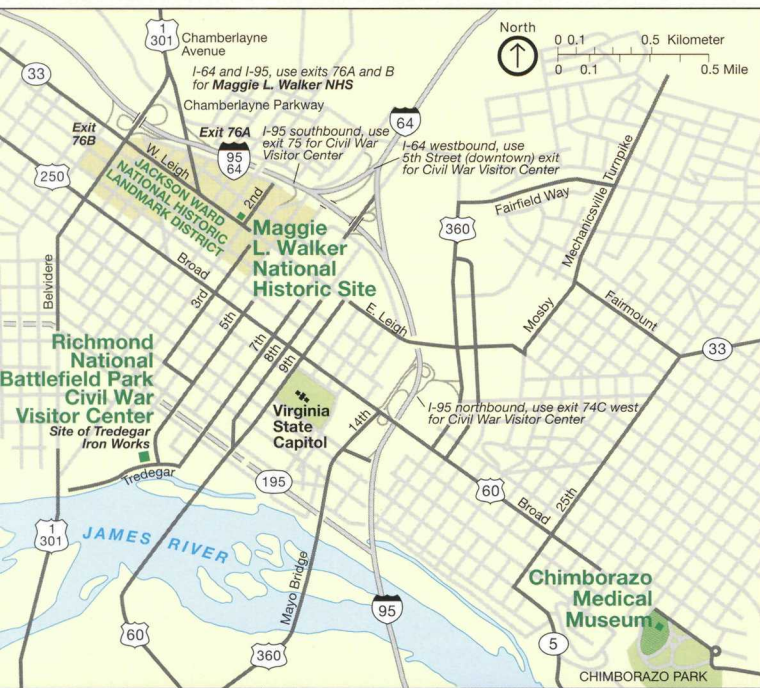 1
301
Chamberlayne
Avenue
North
0 0.1 0.5 Kilometer
0 0.1 0.5 Mile
33
I-64 and I-95, use exits 76A and B
for Maggie L. Walker NHS
Chamberlayne Parkway
Exit
76B
Exit 76A
95
64
I-95 southbound, use
exit 75 for Civil War
Visitor Center
64
I-64 westbound, use
5th Street (downtown) exit
for Civil War Visitor Center
W. Leigh
JACKSON WARD
NATIONAL HISTORIC
LANDMARK DISTRICT
2nd
250
Fairfield Way
Mechanicsville Turnpike
360
Maggie
L. Walker
National
Historic Site
Belvidere
Broad
3rd
5th
7th
8th
9th
E. Leigh
Mosby
Fairmount
33
Richmond
National
Battlefield Park
Civil War
Visitor Center
Site of Tredegar
Iron Works
Virginia
State
Capitol
14th
I-95 northbound, use exit 74C west
for Civil War Visitor Center
Tredegar
195
60
Broad
25th
1
301
JAMES RIVER
Mayo Bridge
95
Chimborazo
Medical
Museum
60
360
5
CHIMBORAZO PARK